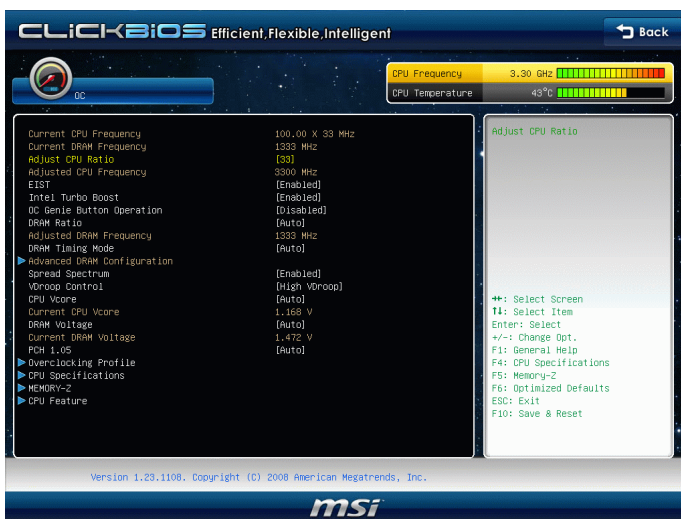 CLiCKBIOS Efficient,Flexible,Intelligent
Back
OC
CPU Frequency 3.30 GHz
CPU Temperature 43°C
Current CPU Frequency 100.00 X 33 MHz
Current DRAM Frequency 1333 MHz
Adjust CPU Ratio [33]
Adjusted CPU Frequency 3300 MHz
EIST [Enabled]
Intel Turbo Boost [Enabled]
OC Genie Button Operation [Disabled]
DRAM Ratio [Auto]
Adjusted DRAM Frequency 1333 MHz
DRAM Timing Mode [Auto]
Advanced DRAM Configuration
Spread Spectrum [Enabled]
VDroop Control [High VDroop]
CPU Vcore [Auto]
Current CPU Vcore 1.168 V
DRAM Voltage [Auto]
Current DRAM Voltage 1.472 V
PCH 1.05 [Auto]
Overclocking Profile
CPU Specifications
MEMORY-Z
CPU Feature
Adjust CPU Ratio
→←: Select Screen
↑↓: Select Item
Enter: Select
+/-: Change Opt.
F1: General Help
F4: CPU Specifications
F5: Memory-Z
F6: Optimized Defaults
ESC: Exit
F10: Save & Reset
Version 1.23.1108. Copyright (C) 2008 American Megatrends, Inc.
msi